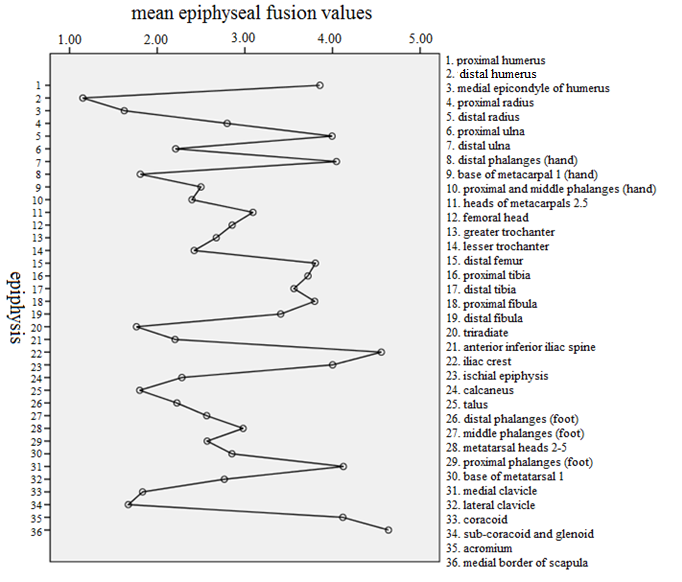 mean epiphyseal fusion values
1.00 2.00 3.00 4.00 5.00
epiphysis
1
2
3
4
5
6
7
8
9
10
11
12
13
14
15
16
17
18
19
20
21
22
23
24
25
26
27
28
29
30
31
32
33
34
35
36
1. proximal humerus
2. distal humerus
3. medial epicondyle of humerus
4. proximal radius
5. distal radius
6. proximal ulna
7. distal ulna
8. distal phalanges (hand)
9. base of metacarpal 1 (hand)
10. proximal and middle phalanges (hand)
11. heads of metacarpals 2.5
12. femoral head
13. greater trochanter
14. lesser trochanter
15. distal femur
16. proximal tibia
17. distal tibia
18. proximal fibula
19. distal fibula
20. triradiate
21. anterior inferior iliac spine
22. iliac crest
23. ischial epiphysis
24. calcaneus
25. talus
26. distal phalanges (foot)
27. middle phalanges (foot)
28. metatarsal heads 2-5
29. proximal phalanges (foot)
30. base of metatarsal 1
31. medial clavicle
32. lateral clavicle
33. coracoid
34. sub-coracoid and glenoid
35. acromium
36. medial border of scapula